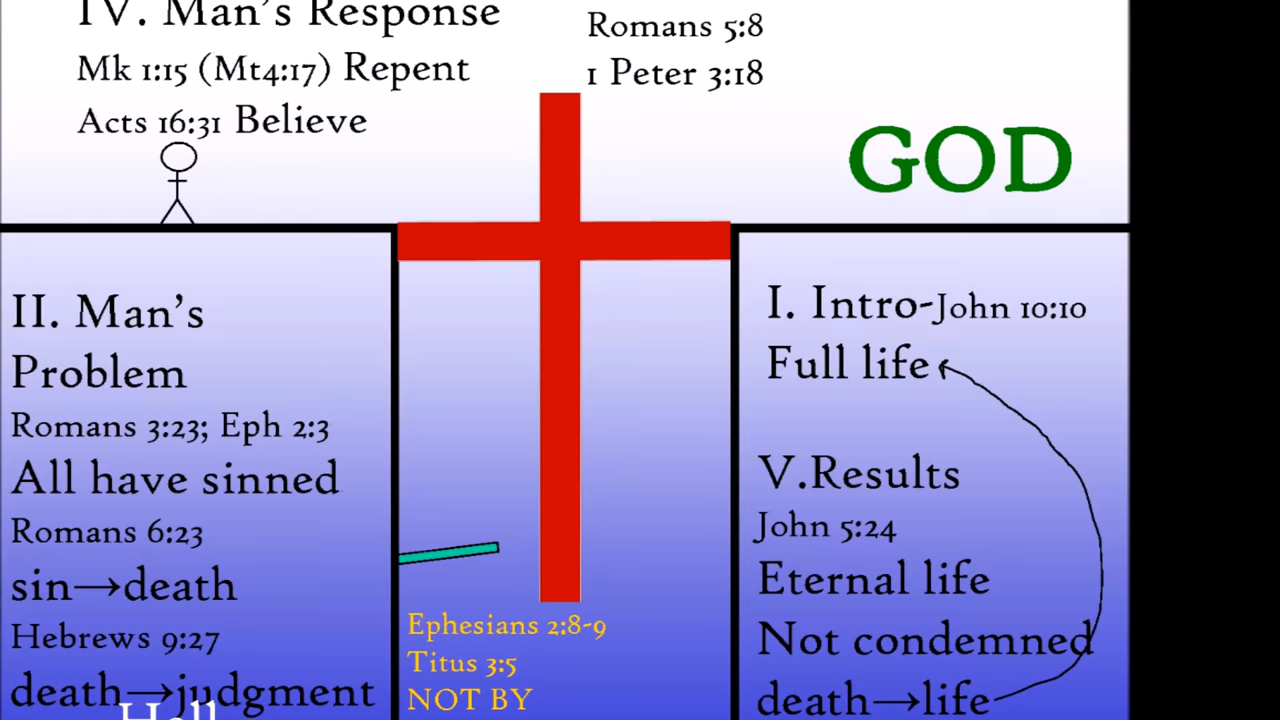 IV. Man's Response
Mk 1:15 (Mt4:17) Repent
Acts 16:31 Believe
Romans 5:8
1 Peter 3:18
GOD
II. Man's
Problem
Romans 3:23; Eph 2:3
All have sinned
Romans 6:23
sin→death
Hebrews 9:27
death→judgment
Hell
Ephesians 2:8-9
Titus 3:5
NOT BY
I. Intro-John 10:10
Full life
V.Results
John 5:24
Eternal life
Not condemned
death→life